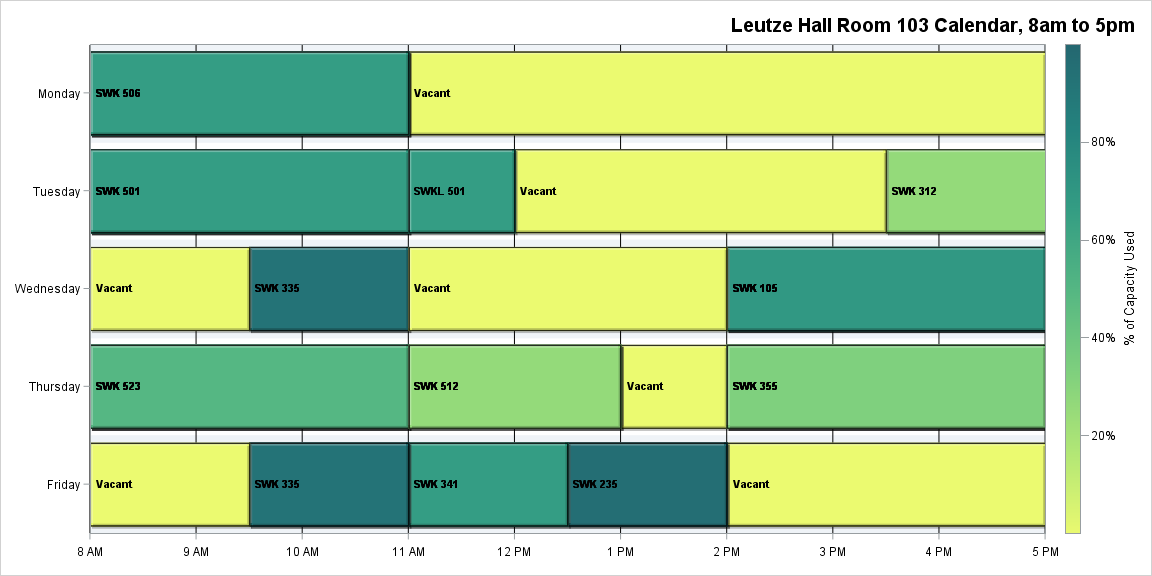 Leutze Hall Room 103 Calendar, 8am to 5pm
Monday
SWK 506
Vacant
Tuesday
SWK 501
SWKL 501
Vacant
SWK 312
Wednesday
Vacant
SWK 335
Vacant
SWK 105
Thursday
SWK 523
SWK 512
Vacant
SWK 355
Friday
Vacant
SWK 335
SWK 341
SWK 235
Vacant
8 AM
9 AM
10 AM
11 AM
12 PM
1 PM
2 PM
3 PM
4 PM
5 PM
80%
60%
40%
20%
% of Capacity Used